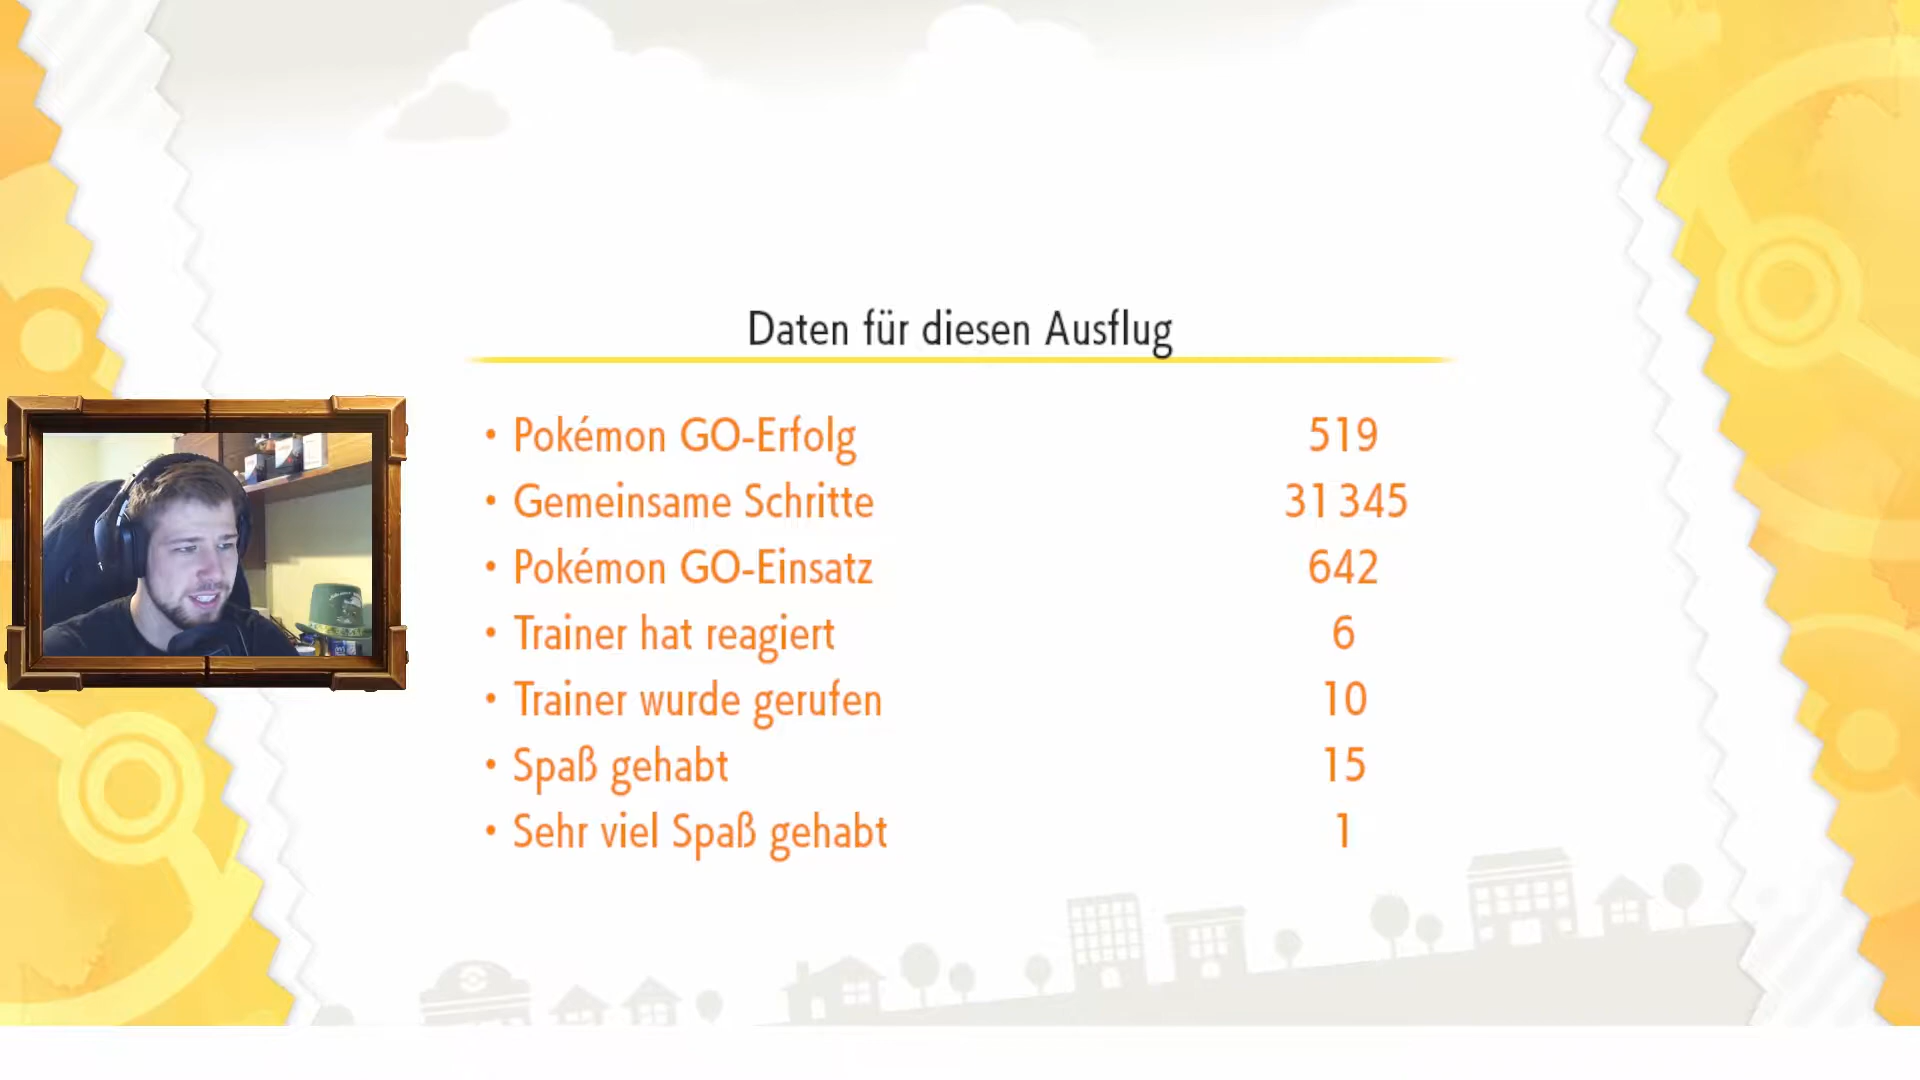 Daten für diesen Ausflug
• Pokémon GO-Erfolg 519
• Gemeinsame Schritte 31 345
• Pokémon GO-Einsatz 642
• Trainer hat reagiert 6
• Trainer wurde gerufen 10
• Spaß gehabt 15
• Sehr viel Spaß gehabt 1